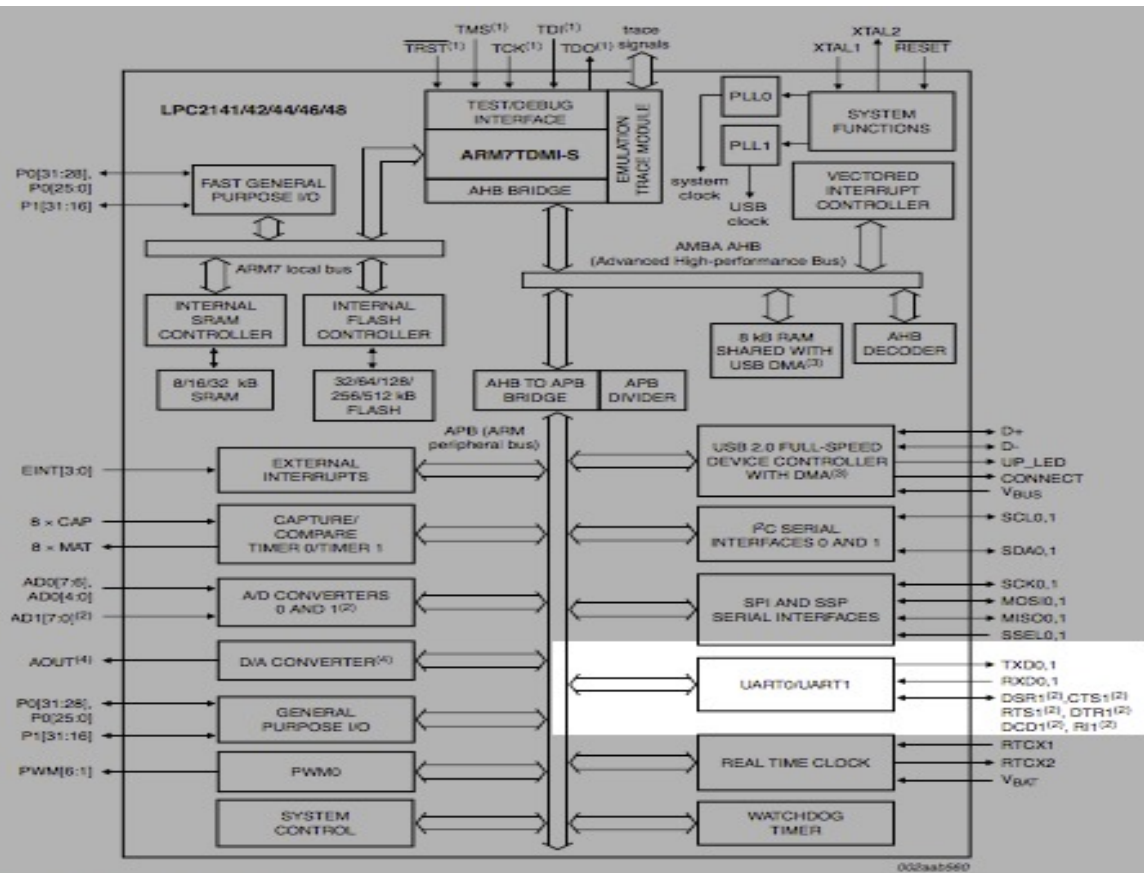 TMS(1) TDI(1) trace
TRST(1) TCK(1) TDO(1) signals
XTAL2
XTAL1 RESET
LPC2141/42/44/46/48
TEST/DEBUG
INTERFACE
ARM7TDMI-S
AHB BRIDGE
EMULATION
TRACE MODULE
PLL0
PLL1
SYSTEM
FUNCTIONS
system
clock
USB
clock
VECTORED
INTERRUPT
CONTROLLER
P0[31:28],
P0[25:0]
P1[31:16]
FAST GENERAL
PURPOSE I/O
ARM7 local bus
AMBA AHB
(Advanced High-performance Bus)
INTERNAL
SRAM
CONTROLLER
INTERNAL
FLASH
CONTROLLER
8/16/32 kB
SRAM
32/64/128/
256/512 kB
FLASH
8 kB RAM
SHARED WITH
USB DMA(3)
AHB
DECODER
AHB TO APB
BRIDGE
APB
DIVIDER
APB (ARM
peripheral bus)
EINT[3:0]
EXTERNAL
INTERRUPTS
USB 2.0 FULL-SPEED
DEVICE CONTROLLER
WITH DMA(3)
D+
D-
UP_LED
CONNECT
VBUS
8 × CAP
8 × MAT
CAPTURE/
COMPARE
TIMER 0/TIMER 1
I2C SERIAL
INTERFACES 0 AND 1
SCL0,1
SDA0,1
AD0[7:6],
AD0[4:0]
AD1[7:0](2)
A/D CONVERTERS
0 AND 1(2)
SPI AND SSP
SERIAL INTERFACES
SCK0,1
MOSI0,1
MISO0,1
SSEL0,1
AOUT(4)
D/A CONVERTER(4)
UART0/UART1
TXD0,1
RXD0,1
DSR1(2),CTS1(2)
RTS1(2), DTR1(2)
DCD1(2), RI1(2)
P0[31:28],
P0[25:0]
P1[31:16]
GENERAL
PURPOSE I/O
REAL TIME CLOCK
RTCX1
RTCX2
VBAT
PWM[6:1]
PWM0
SYSTEM
CONTROL
WATCHDOG
TIMER
002aab560